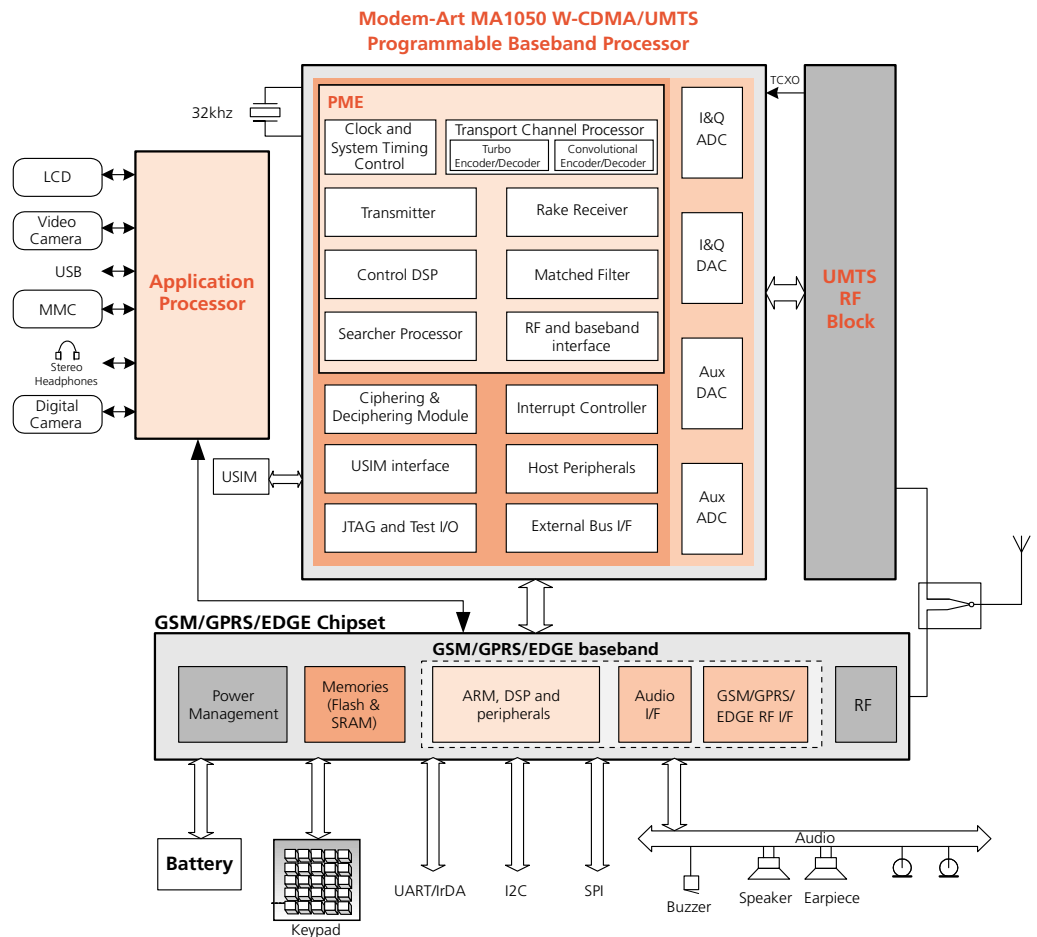 Modem-Art MA1050 W-CDMA/UMTS
Programmable Baseband Processor
32khz
PME
Clock and
System Timing
Control
Transport Channel Processor
Turbo
Encoder/Decoder
Convolutional
Encoder/Decoder
Transmitter
Rake Receiver
Control DSP
Matched Filter
Searcher Processor
RF and baseband
interface
Ciphering &
Deciphering Module
Interrupt Controller
USIM interface
Host Peripherals
JTAG and Test I/O
External Bus I/F
I&Q
ADC
I&Q
DAC
Aux
DAC
Aux
ADC
TCXO
UMTS
RF
Block
LCD
Video
Camera
USB
MMC
Stereo
Headphones
Digital
Camera
Application
Processor
USIM
GSM/GPRS/EDGE Chipset
GSM/GPRS/EDGE baseband
Power
Management
Memories
(Flash &
SRAM)
ARM, DSP and
peripherals
Audio
I/F
GSM/GPRS/
EDGE RF I/F
RF
Battery
Keypad
UART/IrDA
I2C
SPI
Audio
Buzzer
Speaker
Earpiece